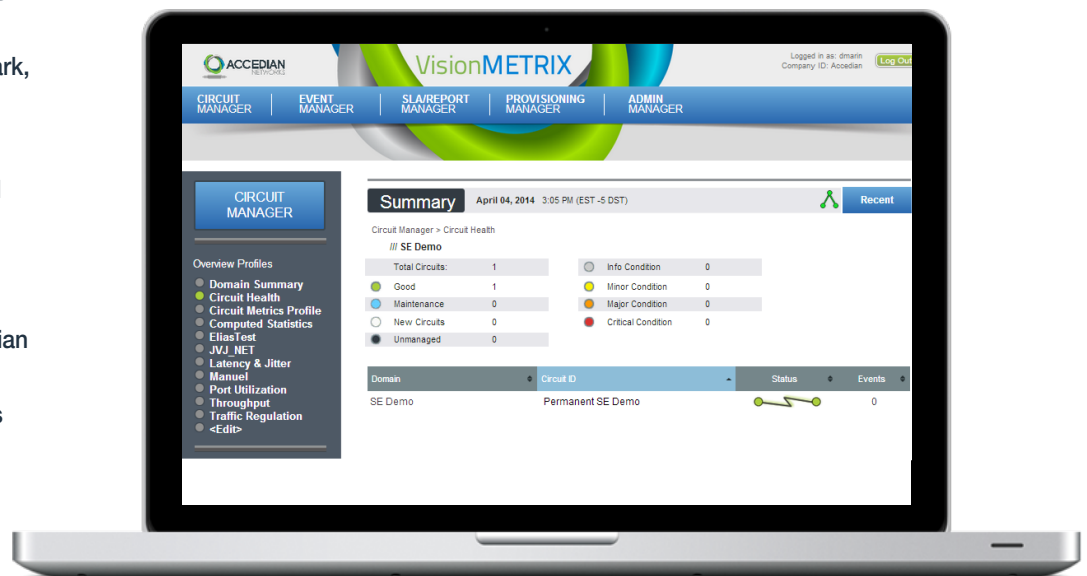 ark,
ian
s
ACCEDIAN
NETWORKS
VisionMETRIX
Logged in as: dmarin
Company ID: Accedian
Log Out
CIRCUIT MANAGER
EVENT MANAGER
SLA/REPORT MANAGER
PROVISIONING MANAGER
ADMIN MANAGER
CIRCUIT MANAGER
Overview Profiles
Domain Summary
Circuit Health
Circuit Metrics Profile
Computed Statistics
EliasTest
JVJ_NET
Latency & Jitter
Manuel
Port Utilization
Throughput
Traffic Regulation
<Edit>
Summary April 04, 2014 3:05 PM (EST -5 DST)
Recent
Circuit Manager > Circuit Health
/// SE Demo
Total Circuits: 1 Info Condition 0
Good 1 Minor Condition 0
Maintenance 0 Major Condition 0
New Circuits 0 Critical Condition 0
Unmanaged 0
Domain Circuit ID Status Events
SE Demo Permanent SE Demo 0